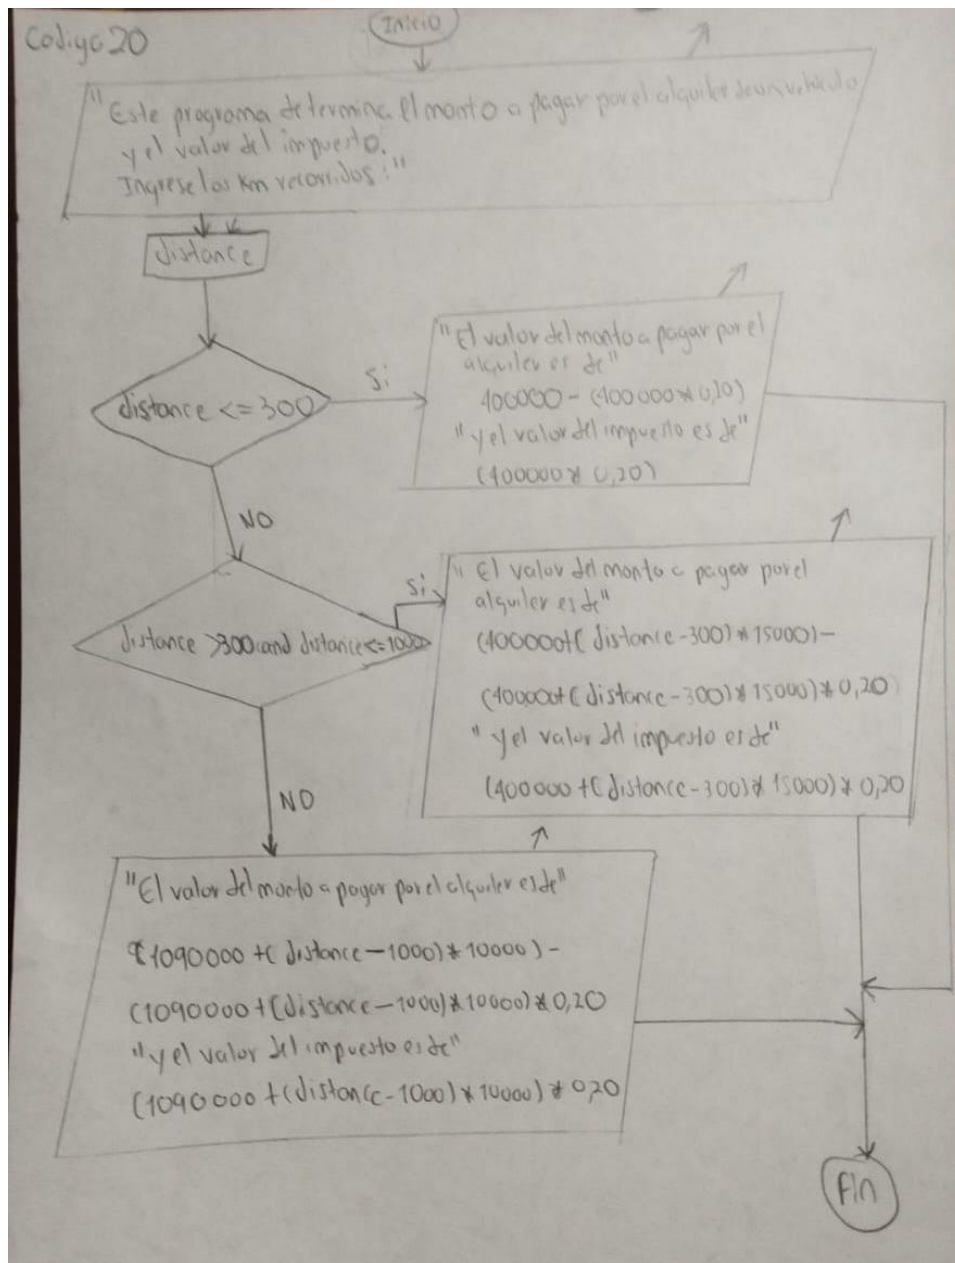 Codigo 20
Inicio
"Este programa determina el monto a pagar por el alquiler de un vehiculo
y el valor del impuesto.
Ingrese los km recorridos:"
distance
distance <= 300
Si
"El valor del monto a pagar por el
alquiler es de"
400000 - (400000 * 0,20)
"y el valor del impuesto es de"
(400000 * 0,20)
NO
distance >300 and distance <= 1000
Si
"El valor del monto a pagar por el
alquiler es de"
(400000+(distance-300)*15000)-
(400000+(distance-300)*15000)*0,20)
"y el valor del impuesto es de"
(400000+(distance-300)*15000)*0,20
NO
"El valor del monto a pagar por el alquiler es de"
(1090000+(distance-1000)*10000)-
(1090000+(distance-1000)*10000)*0,20
"y el valor del impuesto es de"
(1090000+(distance-1000)*10000)*0,20
Fin